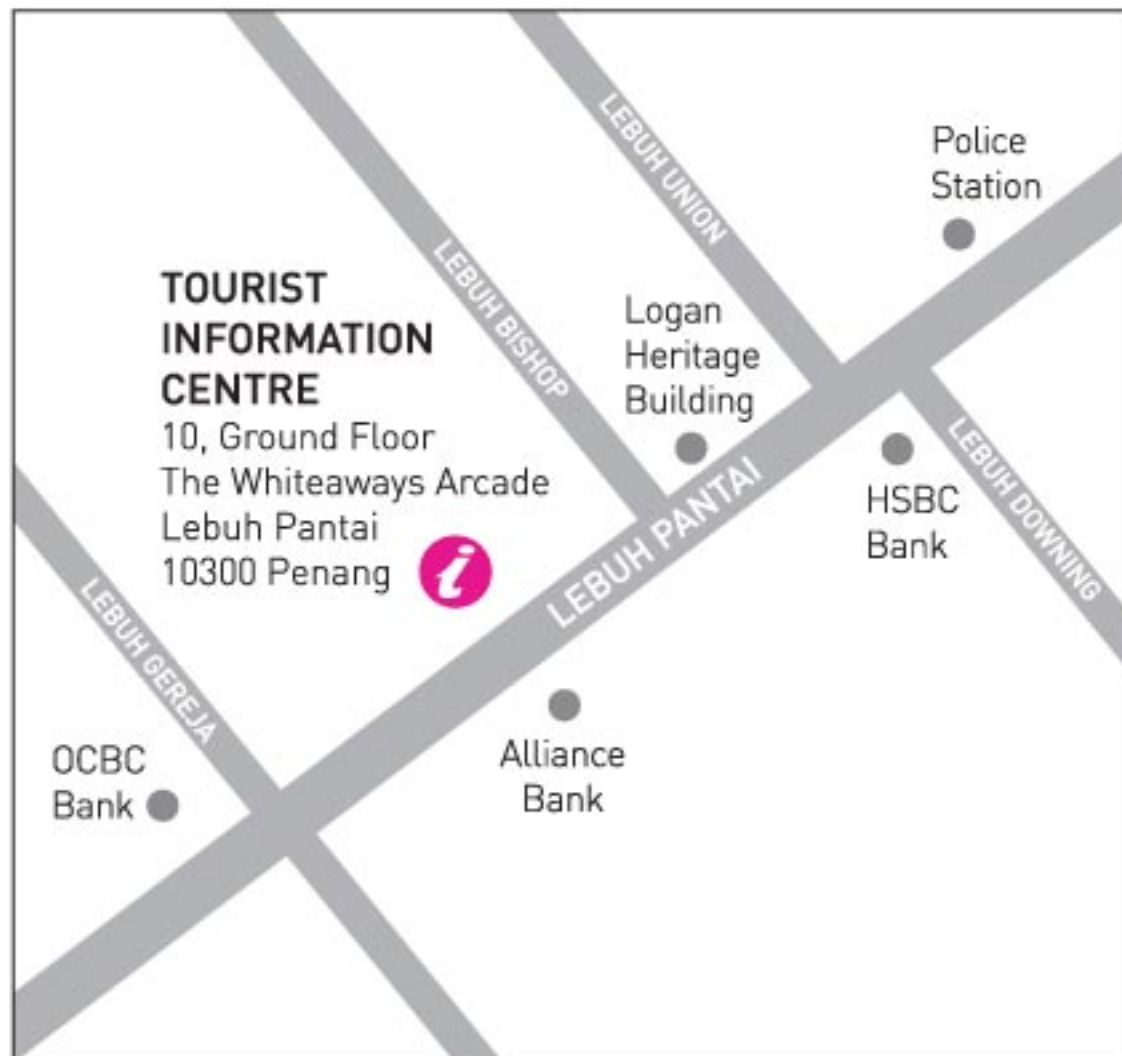 LEBUH UNION
Police
Station
LEBUH BISHOP
TOURIST
INFORMATION
CENTRE
10, Ground Floor
The Whiteaways Arcade
Lebuh Pantai
10300 Penang
i
Logan
Heritage
Building
LEBUH PANTAI
HSBC
Bank
LEBUH DOWNING
LEBUH GEREJA
OCBC
Bank
Alliance
Bank